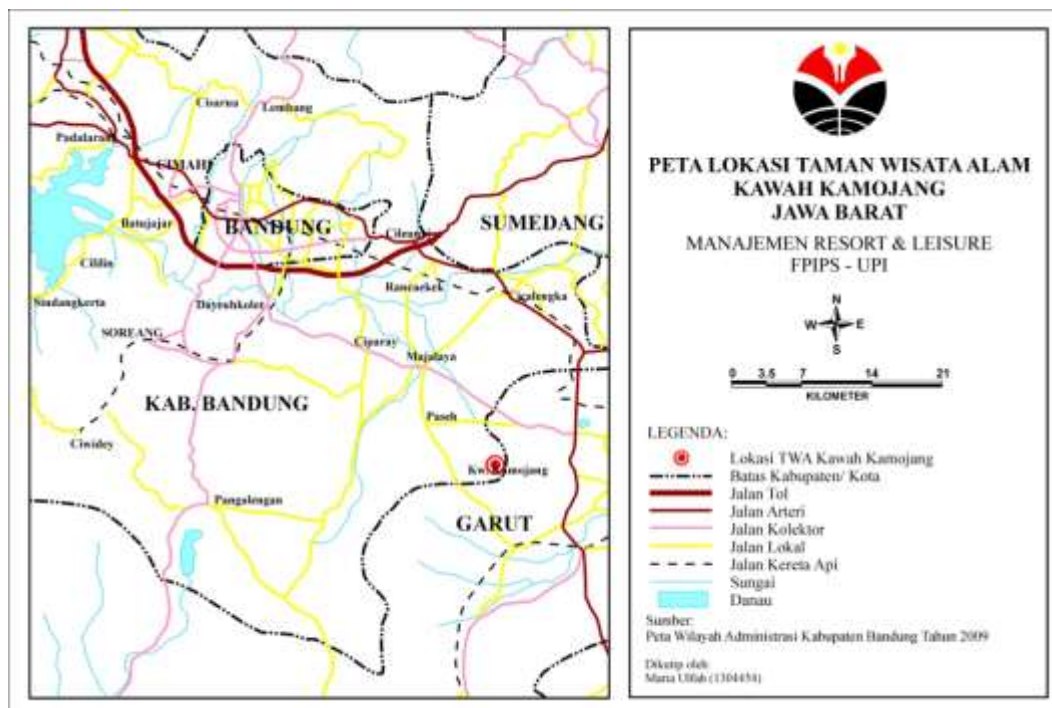 Cisarua
Lembang
Padalarang
CIMAHI
BANDUNG
SUMEDANG
Batujajar
Cileunyi
Cililin
Rancaekek
Sindangkerta
Dayeuhkolot
SOREANG
Ciparay
Majalaya
KAB. BANDUNG
Paseh
Ciwidey
Pangalengan
GARUT
PETA LOKASI TAMAN WISATA ALAM
KAWAH KAMOJANG
JAWA BARAT
MANAJEMEN RESORT & LEISURE
FPIPS - UPI
N
W E
S
0 3.5 7 14 21
KILOMETER
LEGENDA:
Lokasi TWA Kawah Kamojang
Batas Kabupaten/ Kota
Jalan Tol
Jalan Arteri
Jalan Kolektor
Jalan Lokal
Jalan Kereta Api
Sungai
Danau
Sumber:
Peta Wilayah Administrasi Kabupaten Bandung Tahun 2009
Dikutip oleh
Maria Ulfah